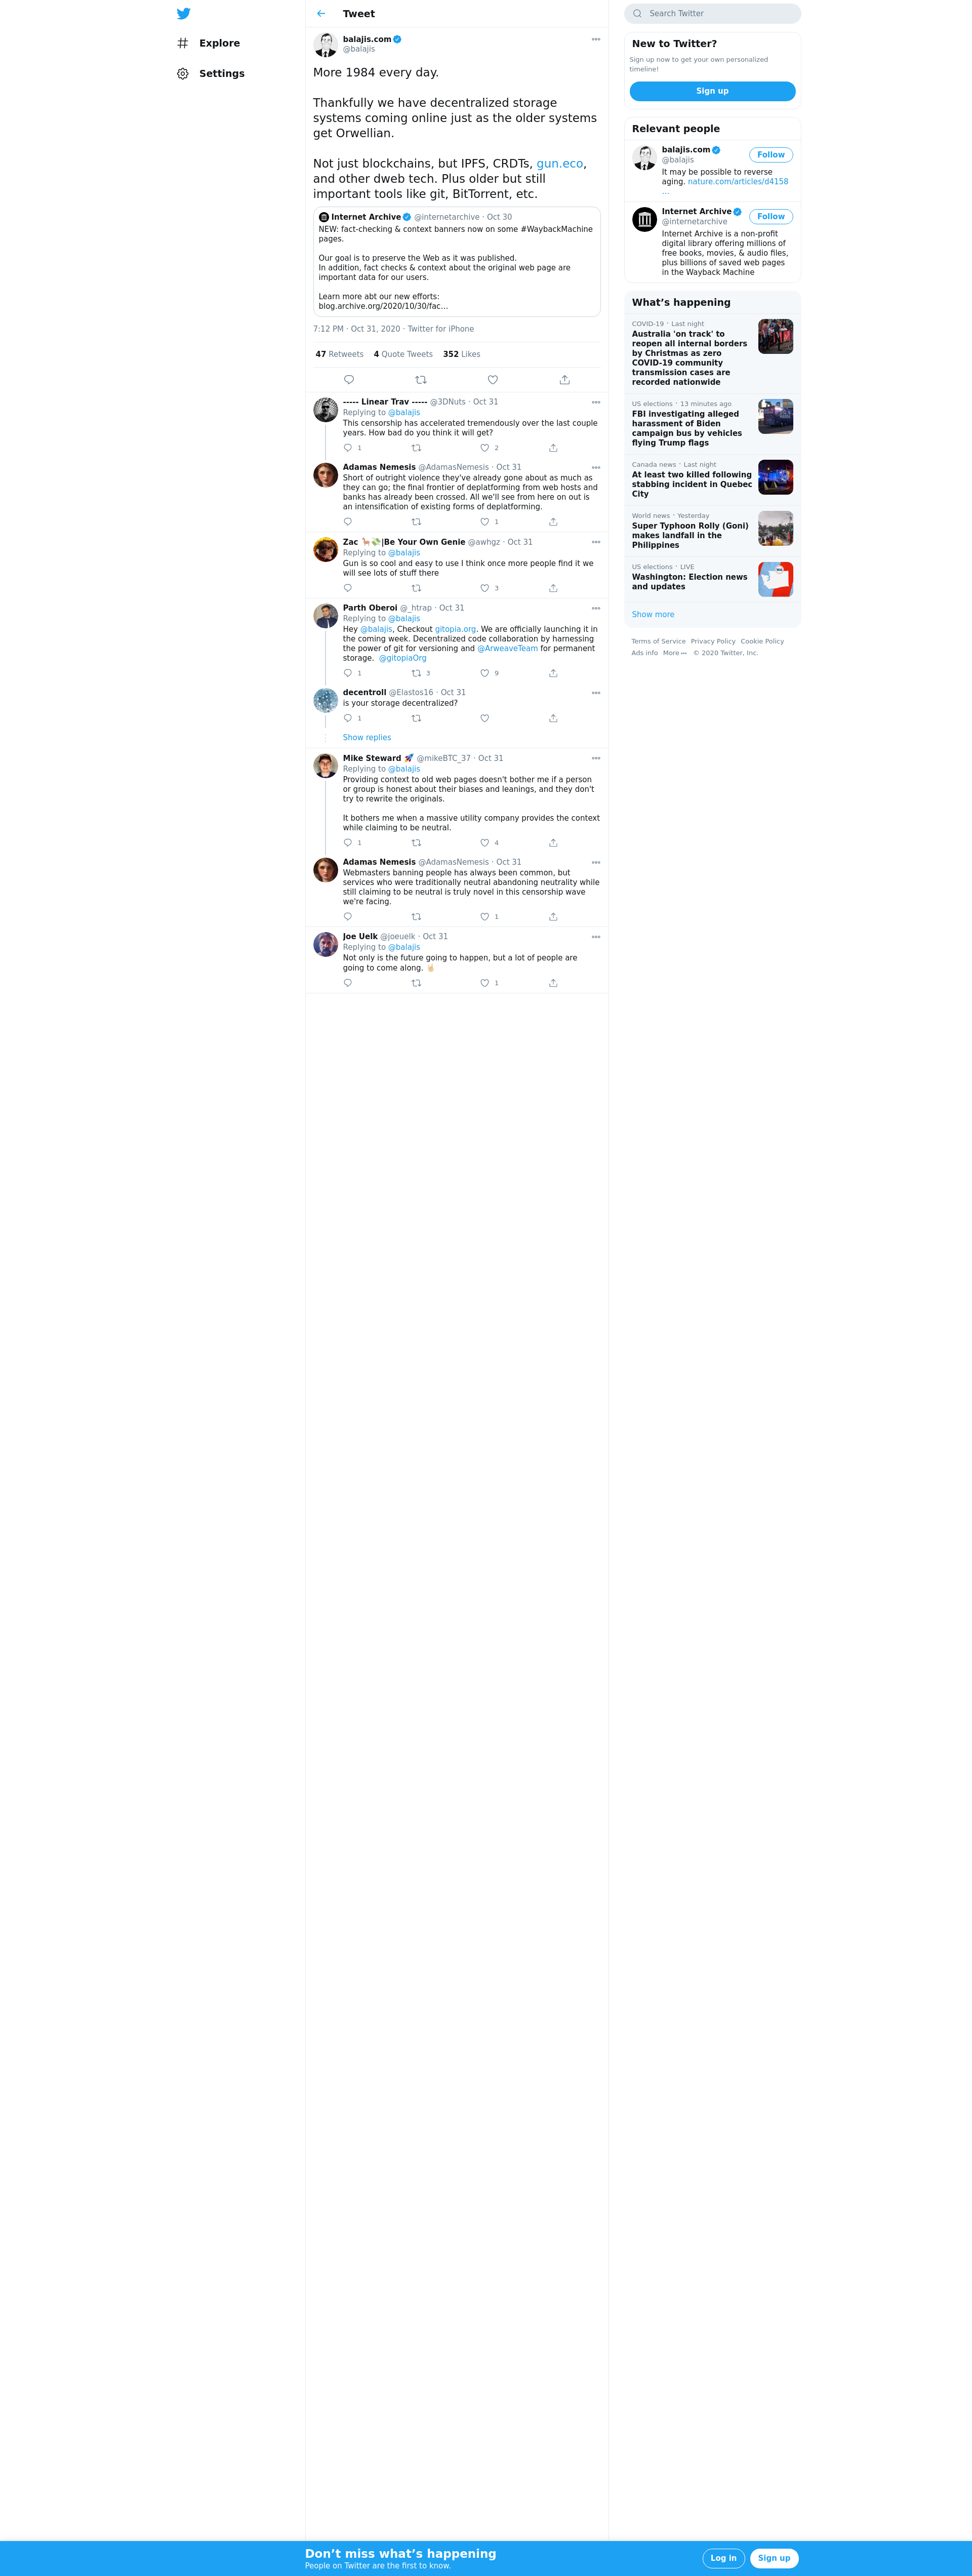 Explore
Settings
Tweet
balajis.com
@balajis
More 1984 every day.
Thankfully we have decentralized storage
systems coming online just as the older systems
get Orwellian.
Not just blockchains, but IPFS, CRDTs, gun.eco,
and other dweb tech. Plus older but still
important tools like git, BitTorrent, etc.
Internet Archive @internetarchive · Oct 30
NEW: fact-checking & context banners now on some #WaybackMachine
pages.
Our goal is to preserve the Web as it was published.
In addition, fact checks & context about the original web page are
important data for our users.
Learn more abt our new efforts:
blog.archive.org/2020/10/30/fac…
7:12 PM · Oct 31, 2020 · Twitter for iPhone
47 Retweets 4 Quote Tweets 352 Likes
----- Linear Trav ----- @3DNuts · Oct 31
Replying to @balajis
This censorship has accelerated tremendously over the last couple
years. How bad do you think it will get?
1 2
Adamas Nemesis @AdamasNemesis · Oct 31
Short of outright violence they've already gone about as much as
they can go; the final frontier of deplatforming from web hosts and
banks has already been crossed. All we'll see from here on out is
an intensification of existing forms of deplatforming.
1
Zac 🦙💸|Be Your Own Genie @awhgz · Oct 31
Replying to @balajis
Gun is so cool and easy to use I think once more people find it we
will see lots of stuff there
3
Parth Oberoi @_htrap · Oct 31
Replying to @balajis
Hey @balajis, Checkout gitopia.org. We are officially launching it in
the coming week. Decentralized code collaboration by harnessing
the power of git for versioning and @ArweaveTeam for permanent
storage. @gitopiaOrg
1 3 9
decentroll @Elastos16 · Oct 31
is your storage decentralized?
1
Show replies
Mike Steward 🚀 @mikeBTC_37 · Oct 31
Replying to @balajis
Providing context to old web pages doesn't bother me if a person
or group is honest about their biases and leanings, and they don't
try to rewrite the originals.
It bothers me when a massive utility company provides the context
while claiming to be neutral.
1 4
Adamas Nemesis @AdamasNemesis · Oct 31
Webmasters banning people has always been common, but
services who were traditionally neutral abandoning neutrality while
still claiming to be neutral is truly novel in this censorship wave
we're facing.
1
Joe Uelk @joeuelk · Oct 31
Replying to @balajis
Not only is the future going to happen, but a lot of people are
going to come along. 🤘🏼
1
Search Twitter
New to Twitter?
Sign up now to get your own personalized
timeline!
Sign up
Relevant people
balajis.com
@balajis
Follow
It may be possible to reverse
aging. nature.com/articles/d4158
…
Internet Archive
@internetarchive
Follow
Internet Archive is a non-profit
digital library offering millions of
free books, movies, & audio files,
plus billions of saved web pages
in the Wayback Machine
What's happening
COVID-19 · Last night
Australia 'on track' to
reopen all internal borders
by Christmas as zero
COVID-19 community
transmission cases are
recorded nationwide
US elections · 13 minutes ago
FBI investigating alleged
harassment of Biden
campaign bus by vehicles
flying Trump flags
Canada news · Last night
At least two killed following
stabbing incident in Quebec
City
World news · Yesterday
Super Typhoon Rolly (Goni)
makes landfall in the
Philippines
US elections · LIVE
Washington: Election news
and updates
Show more
Terms of Service Privacy Policy Cookie Policy
Ads info More © 2020 Twitter, Inc.
Don't miss what's happening
People on Twitter are the first to know.
Log in
Sign up